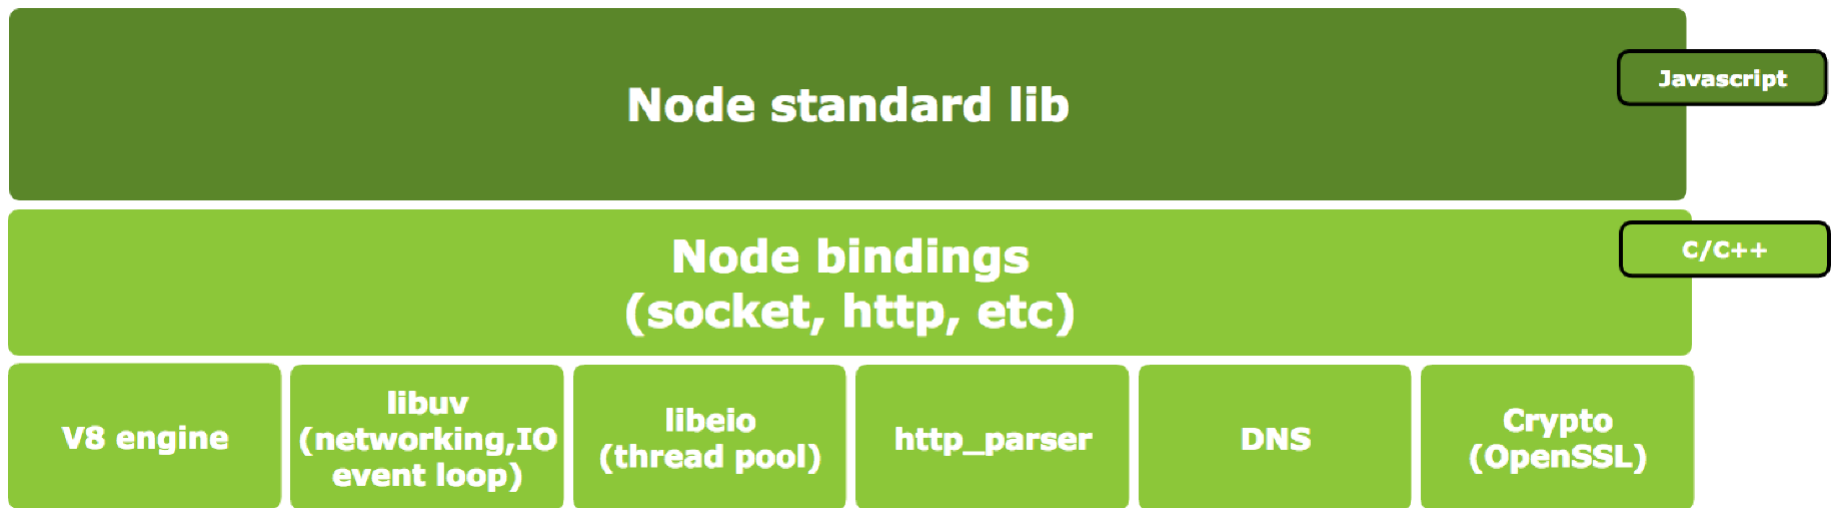 Node standard lib
Javascript
Node bindings
(socket, http, etc)
C/C++
V8 engine
libuv
(networking,IO
event loop)
libeio
(thread pool)
http_parser
DNS
Crypto
(OpenSSL)